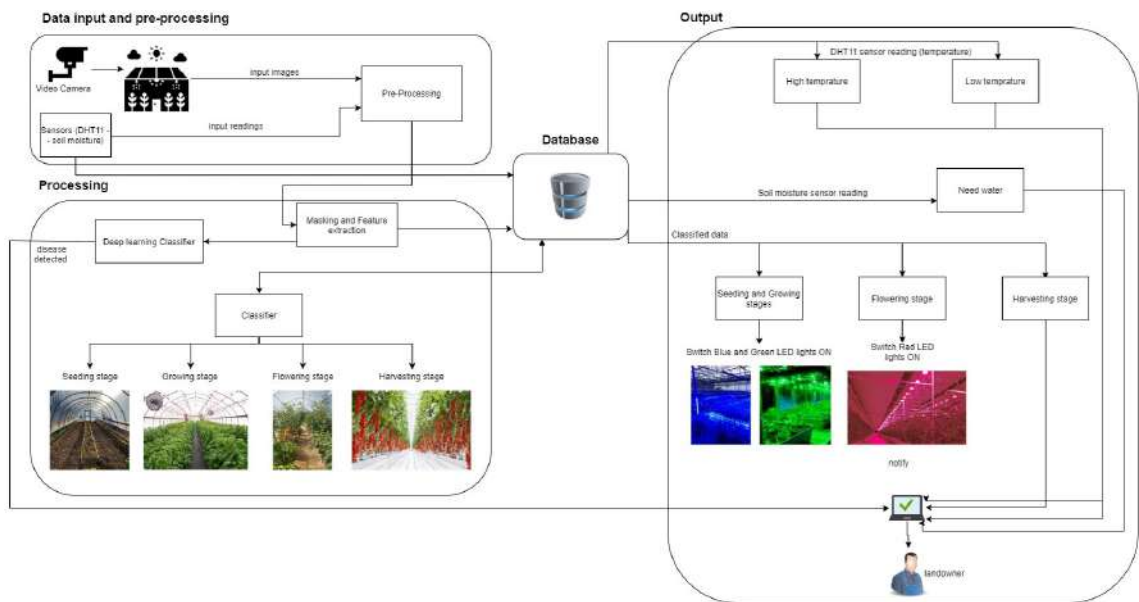 Data input and pre-processing
Video Camera
input images
Pre-Processing
input readings
Sensors (DHT11 -
- soil moisture)
Processing
disease
detected
Deep learning Classifier
Masking and Feature
extraction
Classifier
Seeding stage
Growing stage
Flowering stage
Harvesting stage
Database
Output
DHT11 sensor reading (temperature)
High temprature
Low temprature
Soil moisture sensor reading
Need water
Classified data
Seeding and Growing
stages
Flowering stage
Harvesting stage
Switch Blue and Green LED lights ON
Switch Red LED
lights ON
notify
landowner